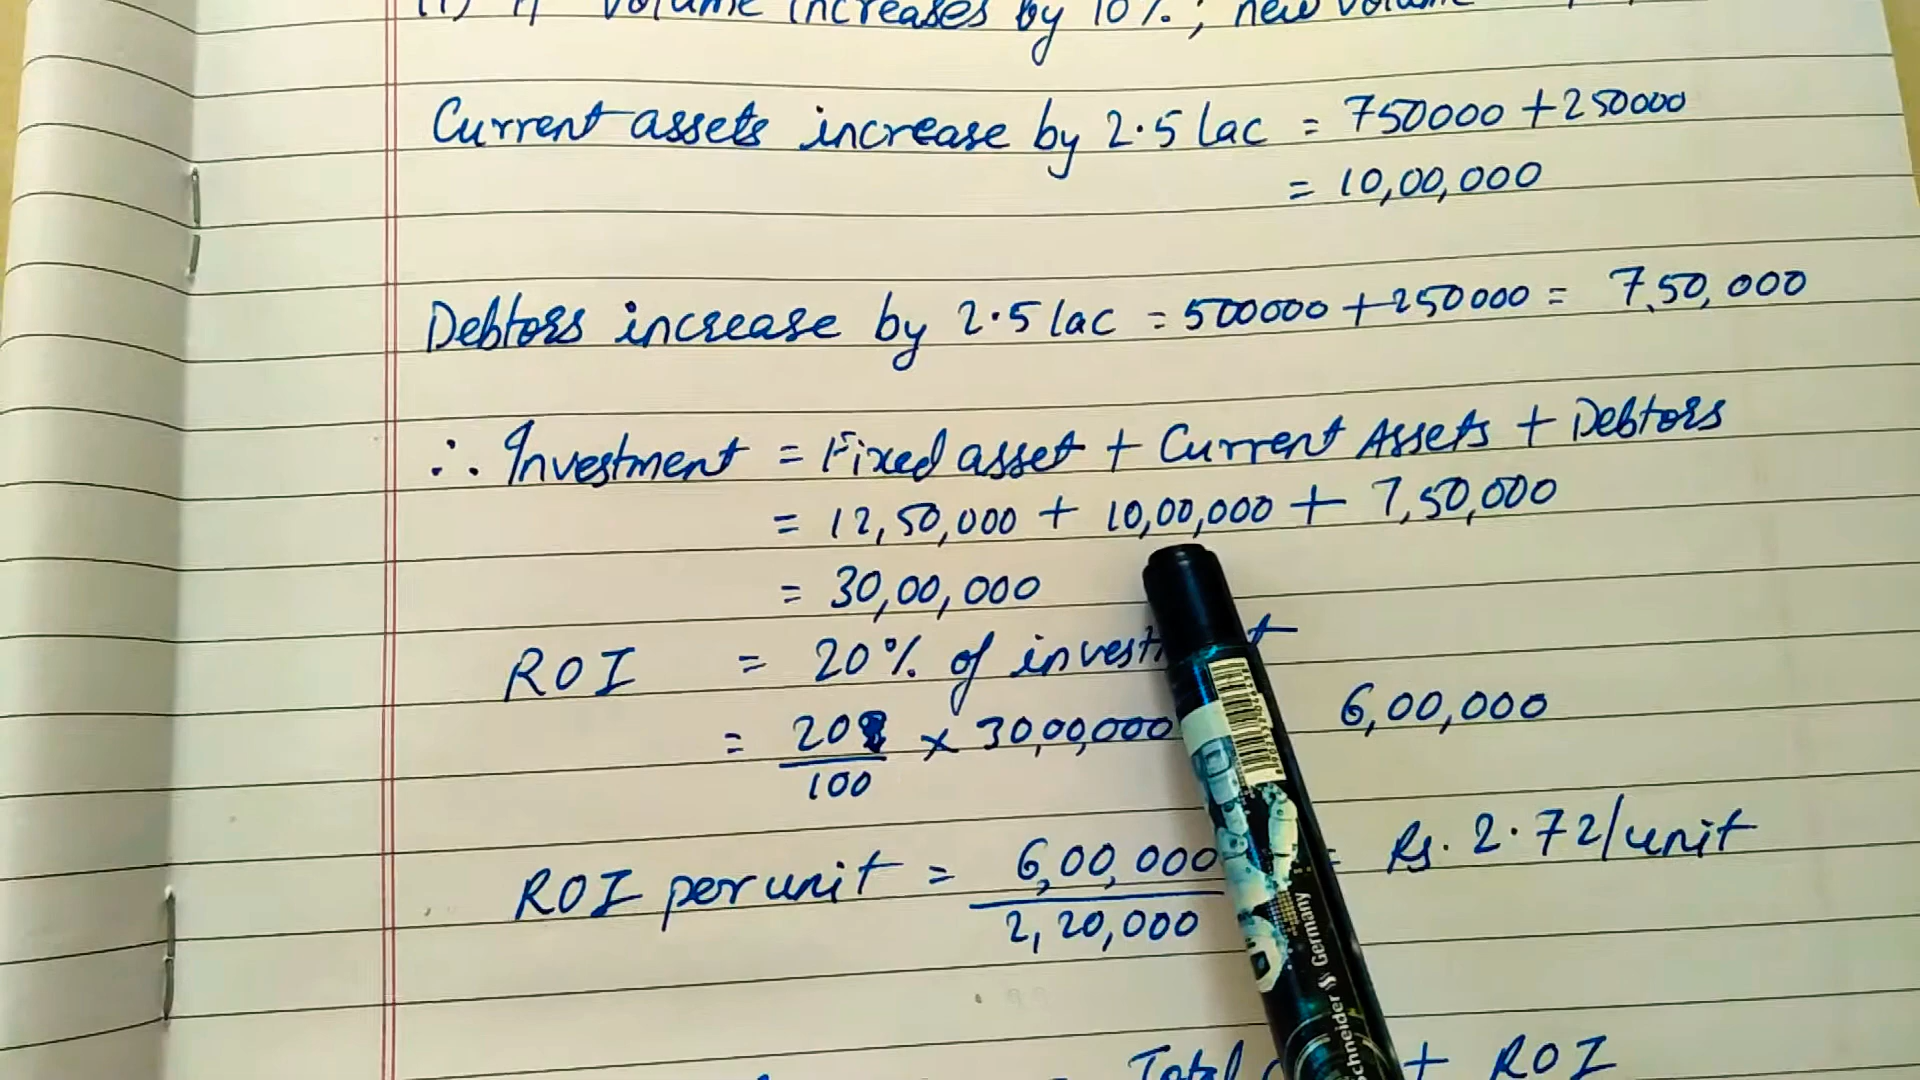 (i) If volume increases by 10%, new volume
Current assets increase by 2.5 lac = 750000 + 250000
= 10,00,000
Debtors increase by 2.5 lac = 500000 + 250000 = 7,50,000
∴ Investment = Fixed asset + Current Assets + Debtors
= 12,50,000 + 10,00,000 + 7,50,000
= 30,00,000
ROI = 20% of
= 20/100 × 30,00,000 6,00,000
ROI per unit = 6,00,000/2,20,000 = Rs. 2.72/unit
Total + ROI
Schneider Germany